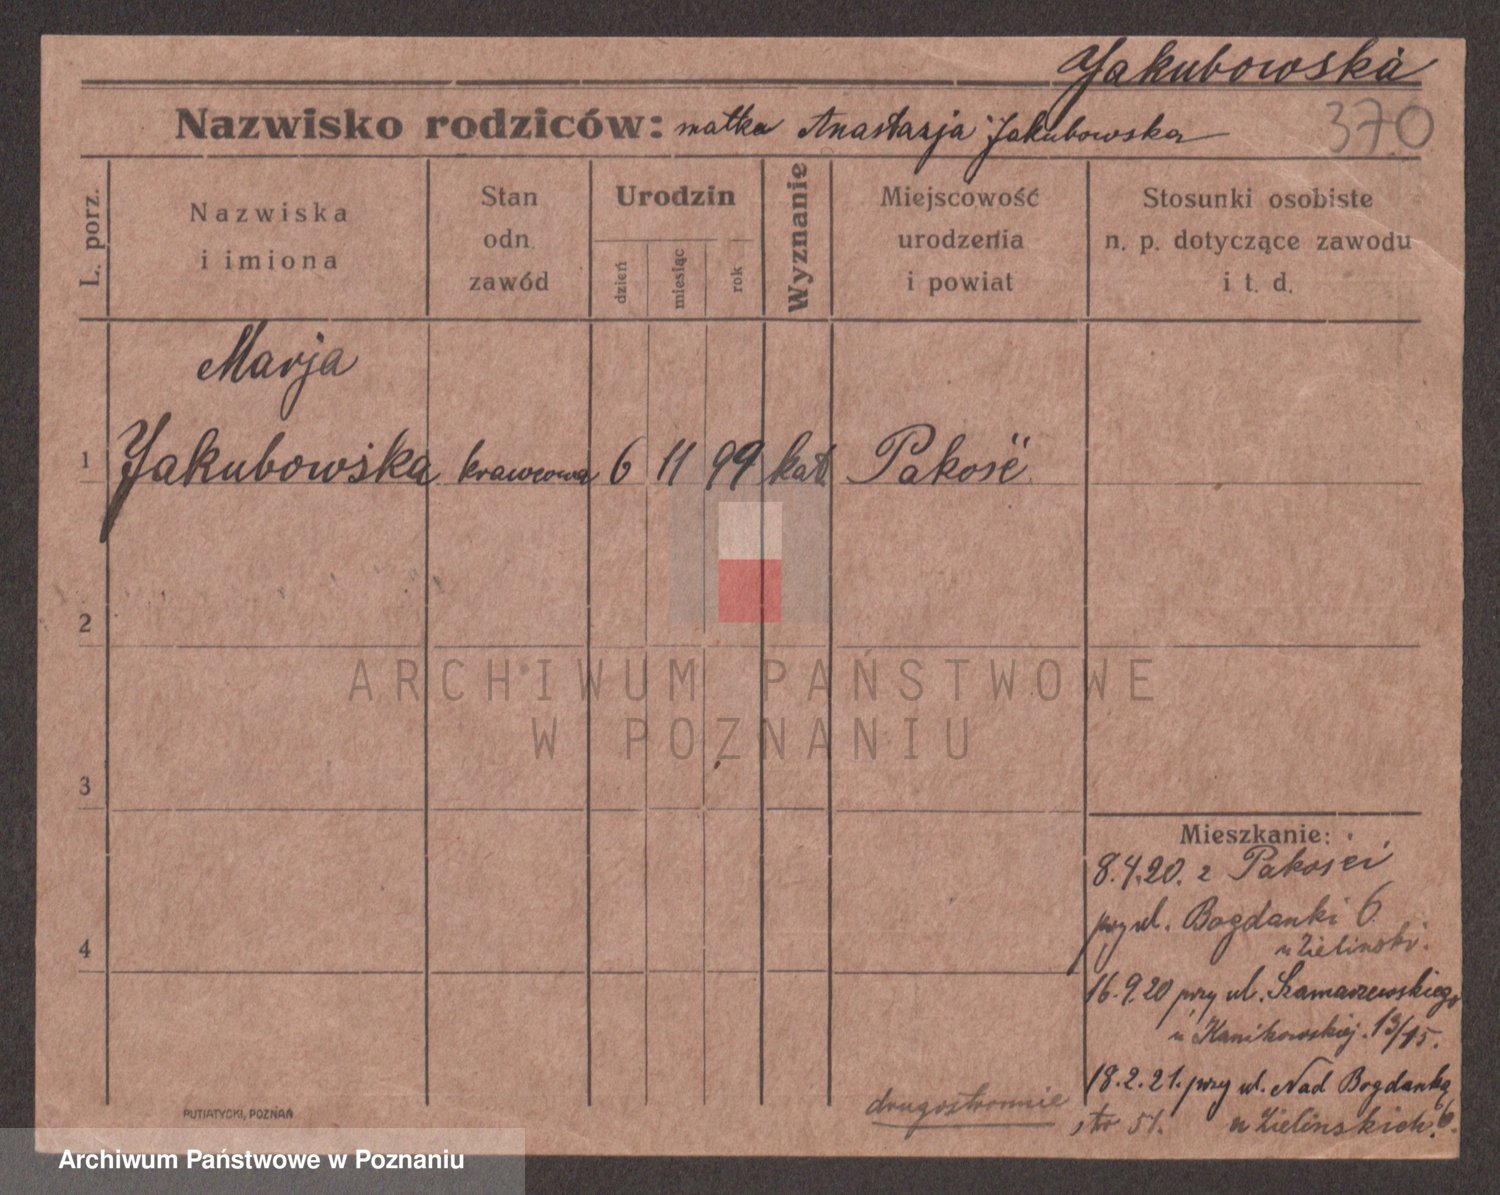 Jakubowska
Nazwisko rodziców: matka Anastazja Jakubowska
370
L. porz.
Nazwiska
i imiona
Stan
odn.
zawód
Urodzin
dzień
miesiąc
rok
Wyznanie
Miejscowość
urodzenia
i powiat
Stosunki osobiste
n. p. dotyczące zawodu
i t. d.
Marja
1 Jakubowska krawcowa 6 11 99 kat. Pakość
2
ARCHIWUM PAŃSTWOWE
W POZNANIU
3
4
Mieszkanie:
8.4.20. z Pakości
przy ul. Bogdanki 6
u Zielinski.
16.9.20 przy ul. Szamarzewskiego
u Kanikowskiej 13/15.
18.2.21. przy ul. Nad Bogdanką 6
str 51. u Zielinskich.
drugostronnie
PUTIATYCKI, POZNAŃ
Archiwum Państwowe w Poznaniu